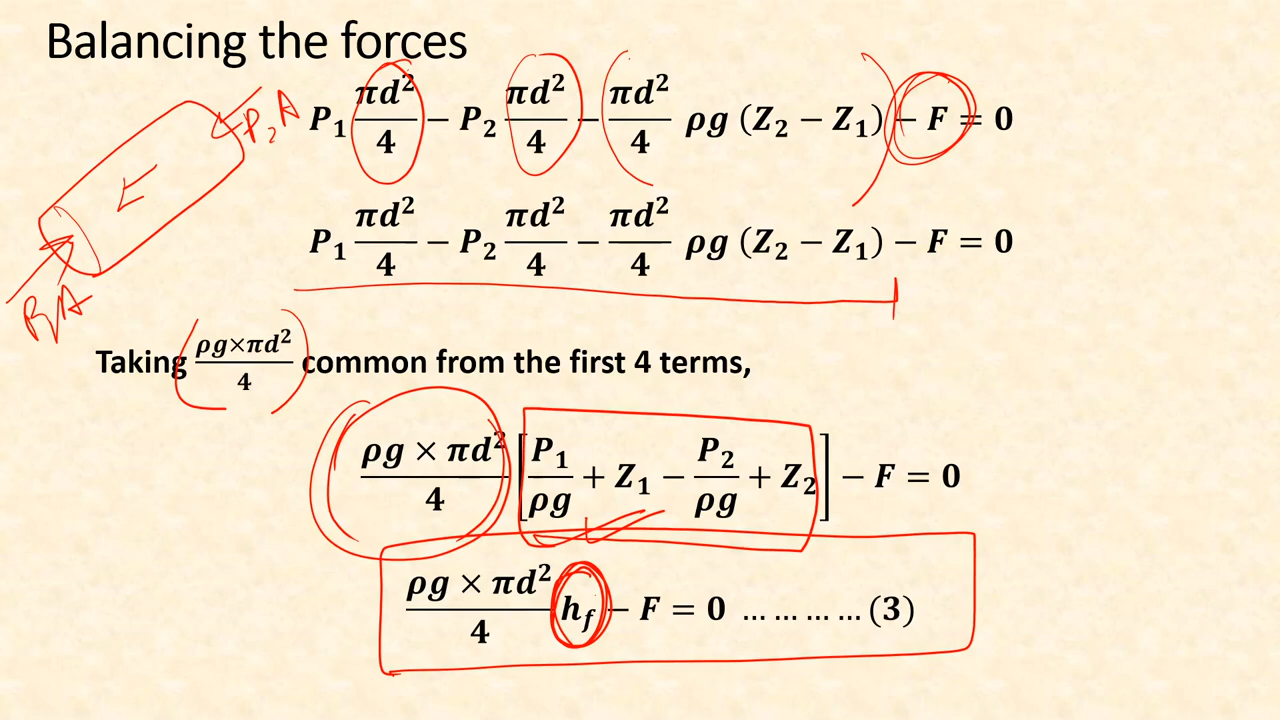 Balancing the forces
P₁ πd²/4 − P₂ πd²/4 − πd²/4 ρg (Z₂ − Z₁) − F = 0
P₂A
P₁ πd²/4 − P₂ πd²/4 − πd²/4 ρg (Z₂ − Z₁) − F = 0
P₁A
Taking ρg×πd²/4 common from the first 4 terms,
ρg × πd²/4 [P₁/ρg + Z₁ − P₂/ρg + Z₂] − F = 0
ρg × πd²/4 h_f − F = 0 … … … … (3)